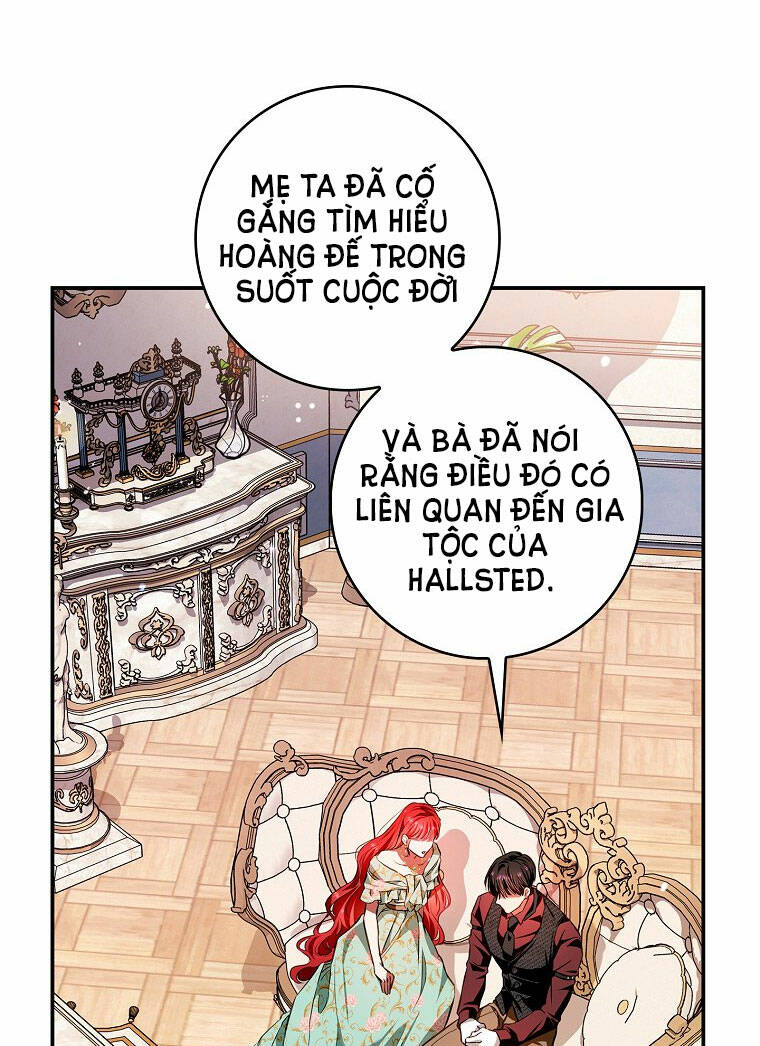 MẸ TA ĐÃ CỐ
GẮNG TÌM HIỂU
HOÀNG ĐẾ TRONG
SUỐT CUỘC ĐỜI
VÀ BÀ ĐÃ NÓI
RẰNG ĐIỀU ĐÓ CÓ
LIÊN QUAN ĐẾN GIA
TỘC CỦA
HALLSTED.